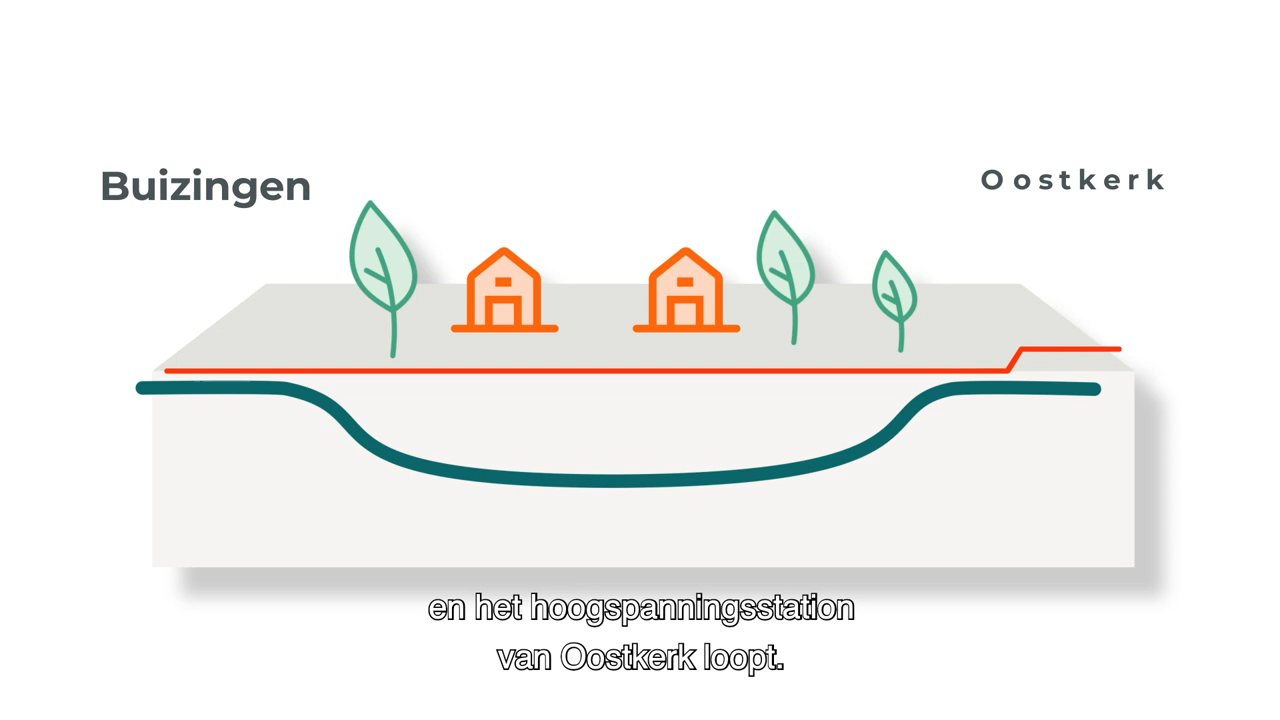 Buizingen
Oostkerk
en het hoogspanningsstation
van Oostkerk loopt.